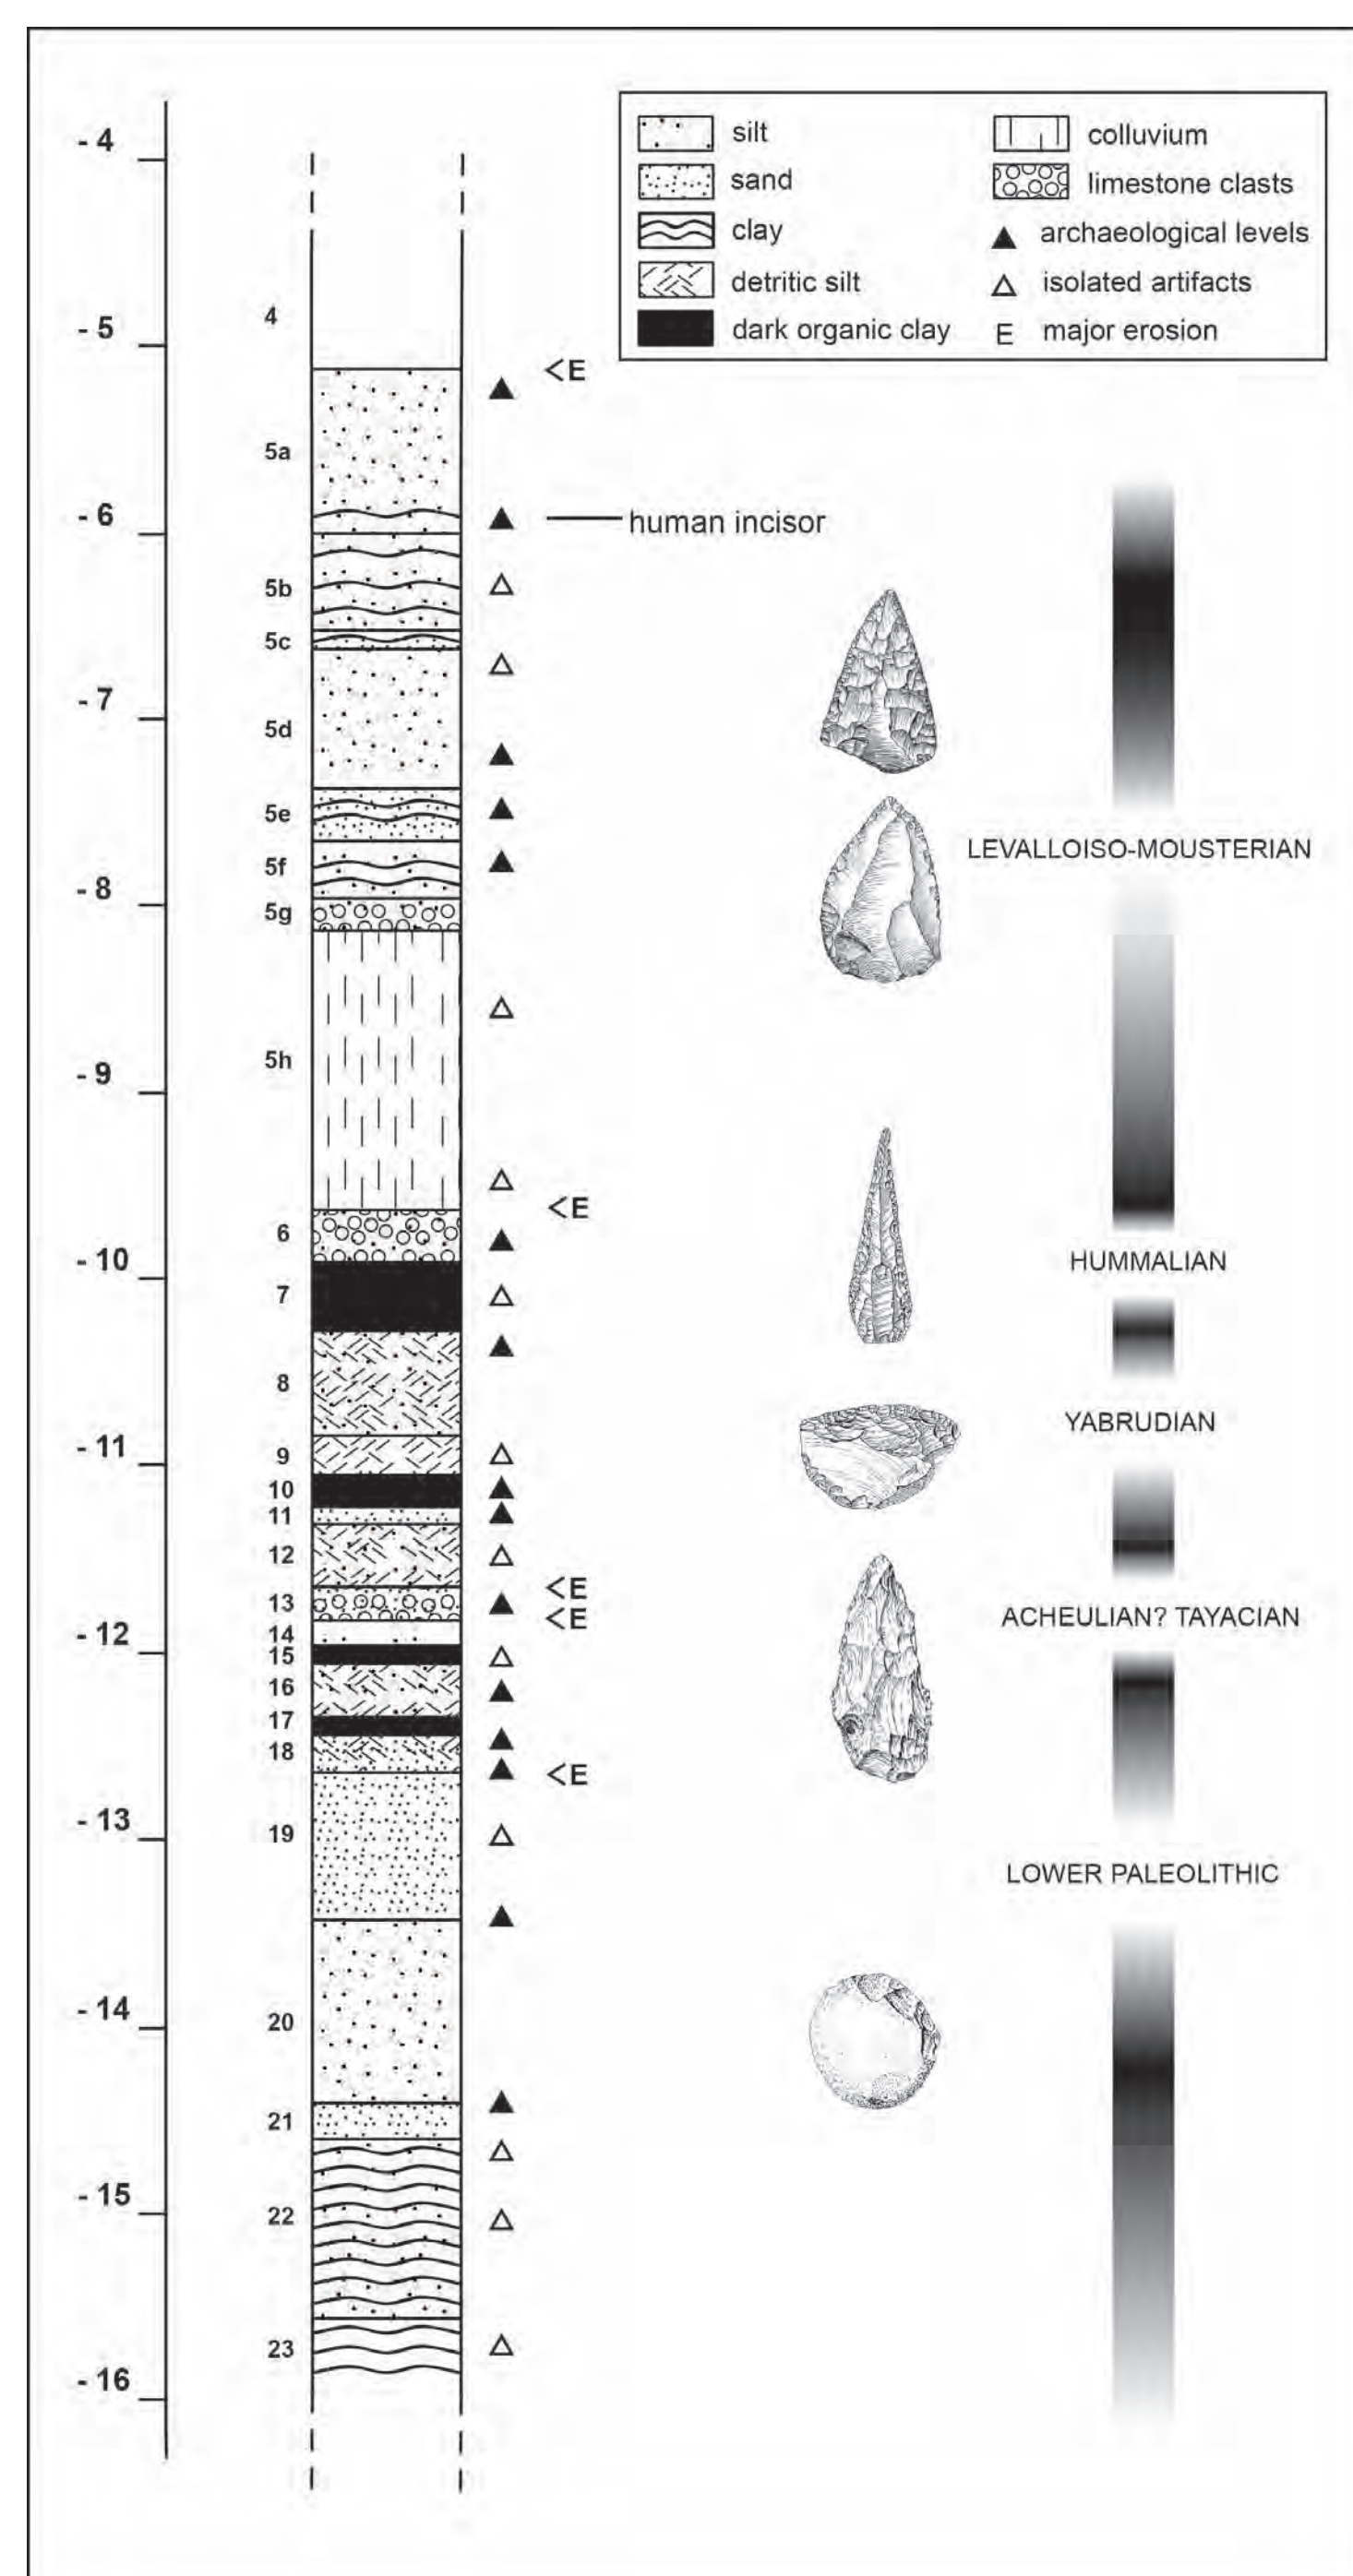 silt
sand
clay
detritic silt
dark organic clay
colluvium
limestone clasts
archaeological levels
isolated artifacts
E major erosion
- 4
- 5
- 6
- 7
- 8
- 9
- 10
- 11
- 12
- 13
- 14
- 15
- 16
4
5a
5b
5c
5d
5e
5f
5g
5h
6
7
8
9
10
11
12
13
14
15
16
17
18
19
20
21
22
23
<E
human incisor
<E
<E
<E
<E
LEVALLOISO-MOUSTERIAN
HUMMALIAN
YABRUDIAN
ACHEULIAN? TAYACIAN
LOWER PALEOLITHIC